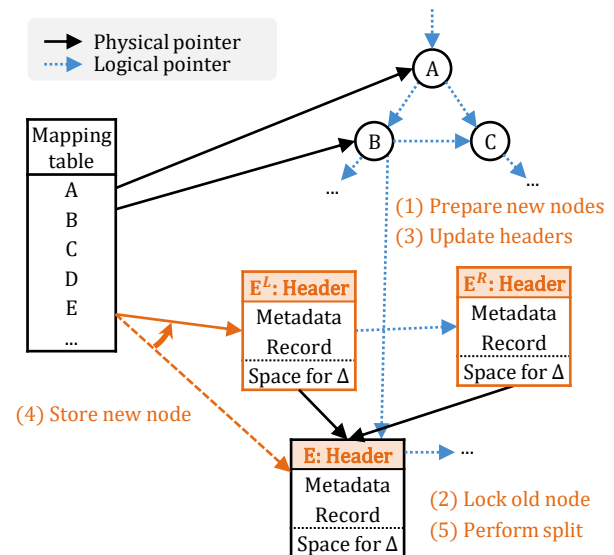 Physical pointer
Logical pointer
A
Mapping
table
A
B
C
D
E
...
B
C
...
...
(1) Prepare new nodes
(3) Update headers
E^L: Header
Metadata
Record
Space for Δ
E^R: Header
Metadata
Record
Space for Δ
(4) Store new node
E: Header
Metadata
Record
Space for Δ
...
(2) Lock old node
(5) Perform split